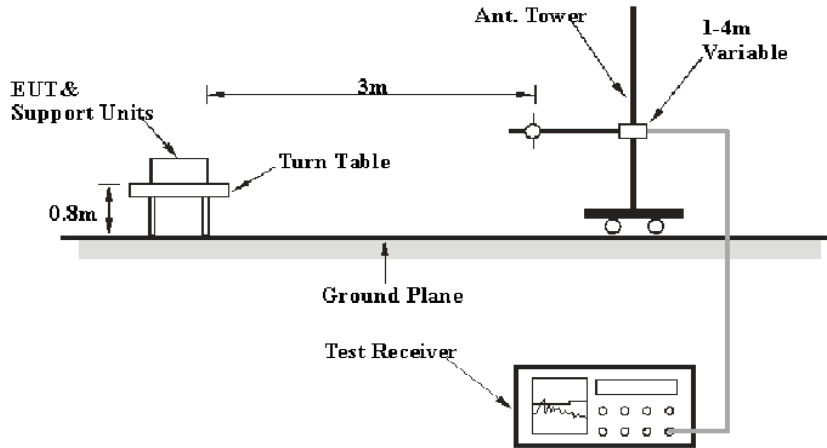 Ant. Tower
1-4m
Variable
EUT &
Support Units
3m
Turn Table
0.8m
Ground Plane
Test Receiver